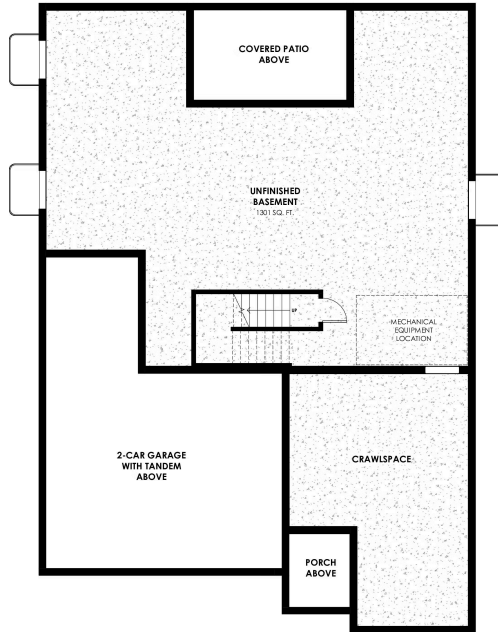 COVERED PATIO
ABOVE
UNFINISHED
BASEMENT
1301 SQ. FT.
UP
MECHANICAL
EQUIPMENT
LOCATION
2-CAR GARAGE
WITH TANDEM
ABOVE
CRAWLSPACE
PORCH
ABOVE